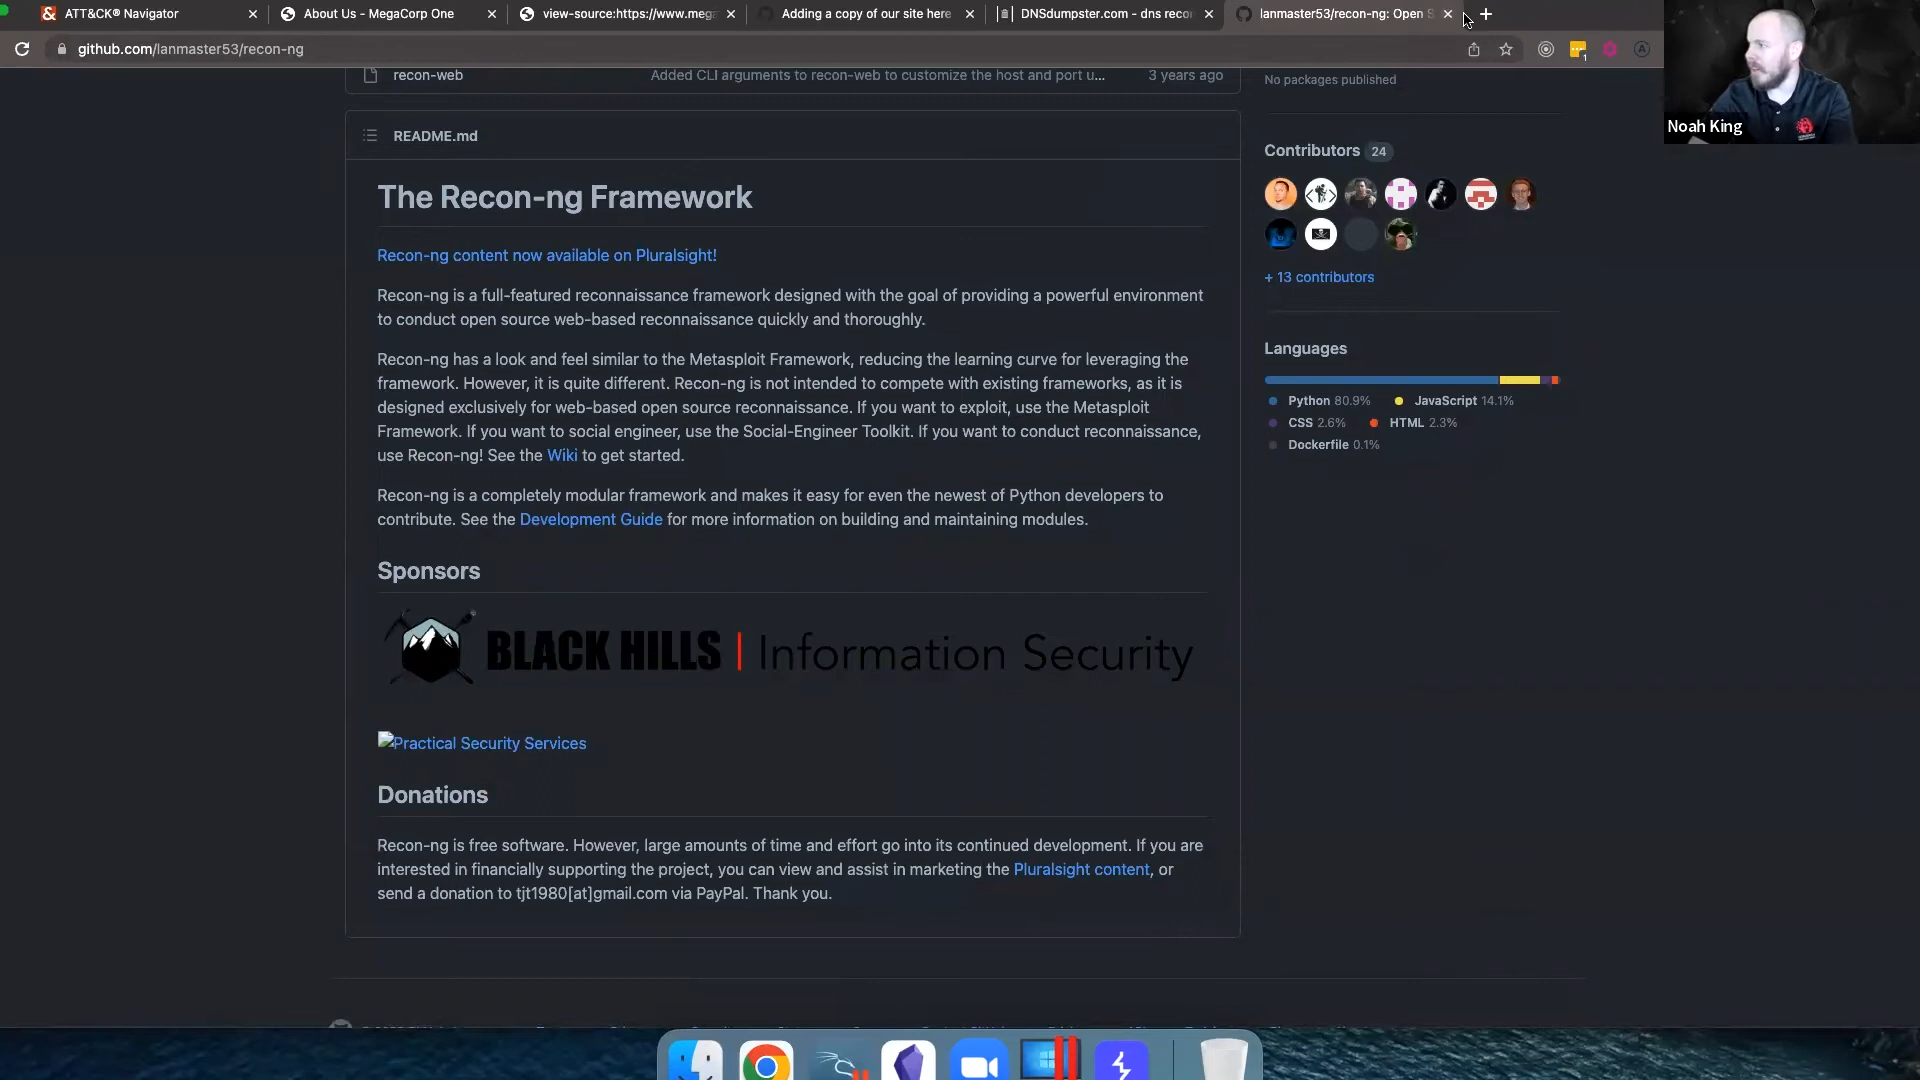 ATT&CK® Navigator
About Us - MegaCorp One
view-source:https://www.mega
Adding a copy of our site here
DNSdumpster.com - dns recon
lanmaster53/recon-ng: Open S
github.com/lanmaster53/recon-ng
1
A
Noah King
recon-web
Added CLI arguments to recon-web to customize the host and port u...
3 years ago
No packages published
README.md
The Recon-ng Framework
Recon-ng content now available on Pluralsight!
Recon-ng is a full-featured reconnaissance framework designed with the goal of providing a powerful environment
to conduct open source web-based reconnaissance quickly and thoroughly.
Recon-ng has a look and feel similar to the Metasploit Framework, reducing the learning curve for leveraging the
framework. However, it is quite different. Recon-ng is not intended to compete with existing frameworks, as it is
designed exclusively for web-based open source reconnaissance. If you want to exploit, use the Metasploit
Framework. If you want to social engineer, use the Social-Engineer Toolkit. If you want to conduct reconnaissance,
use Recon-ng! See the Wiki to get started.
Recon-ng is a completely modular framework and makes it easy for even the newest of Python developers to
contribute. See the Development Guide for more information on building and maintaining modules.
Sponsors
BLACK HILLS | Information Security
Practical Security Services
Donations
Recon-ng is free software. However, large amounts of time and effort go into its continued development. If you are
interested in financially supporting the project, you can view and assist in marketing the Pluralsight content, or
send a donation to tjt1980[at]gmail.com via PayPal. Thank you.
Contributors 24
+ 13 contributors
Languages
Python 80.9% JavaScript 14.1%
CSS 2.6% HTML 2.3%
Dockerfile 0.1%